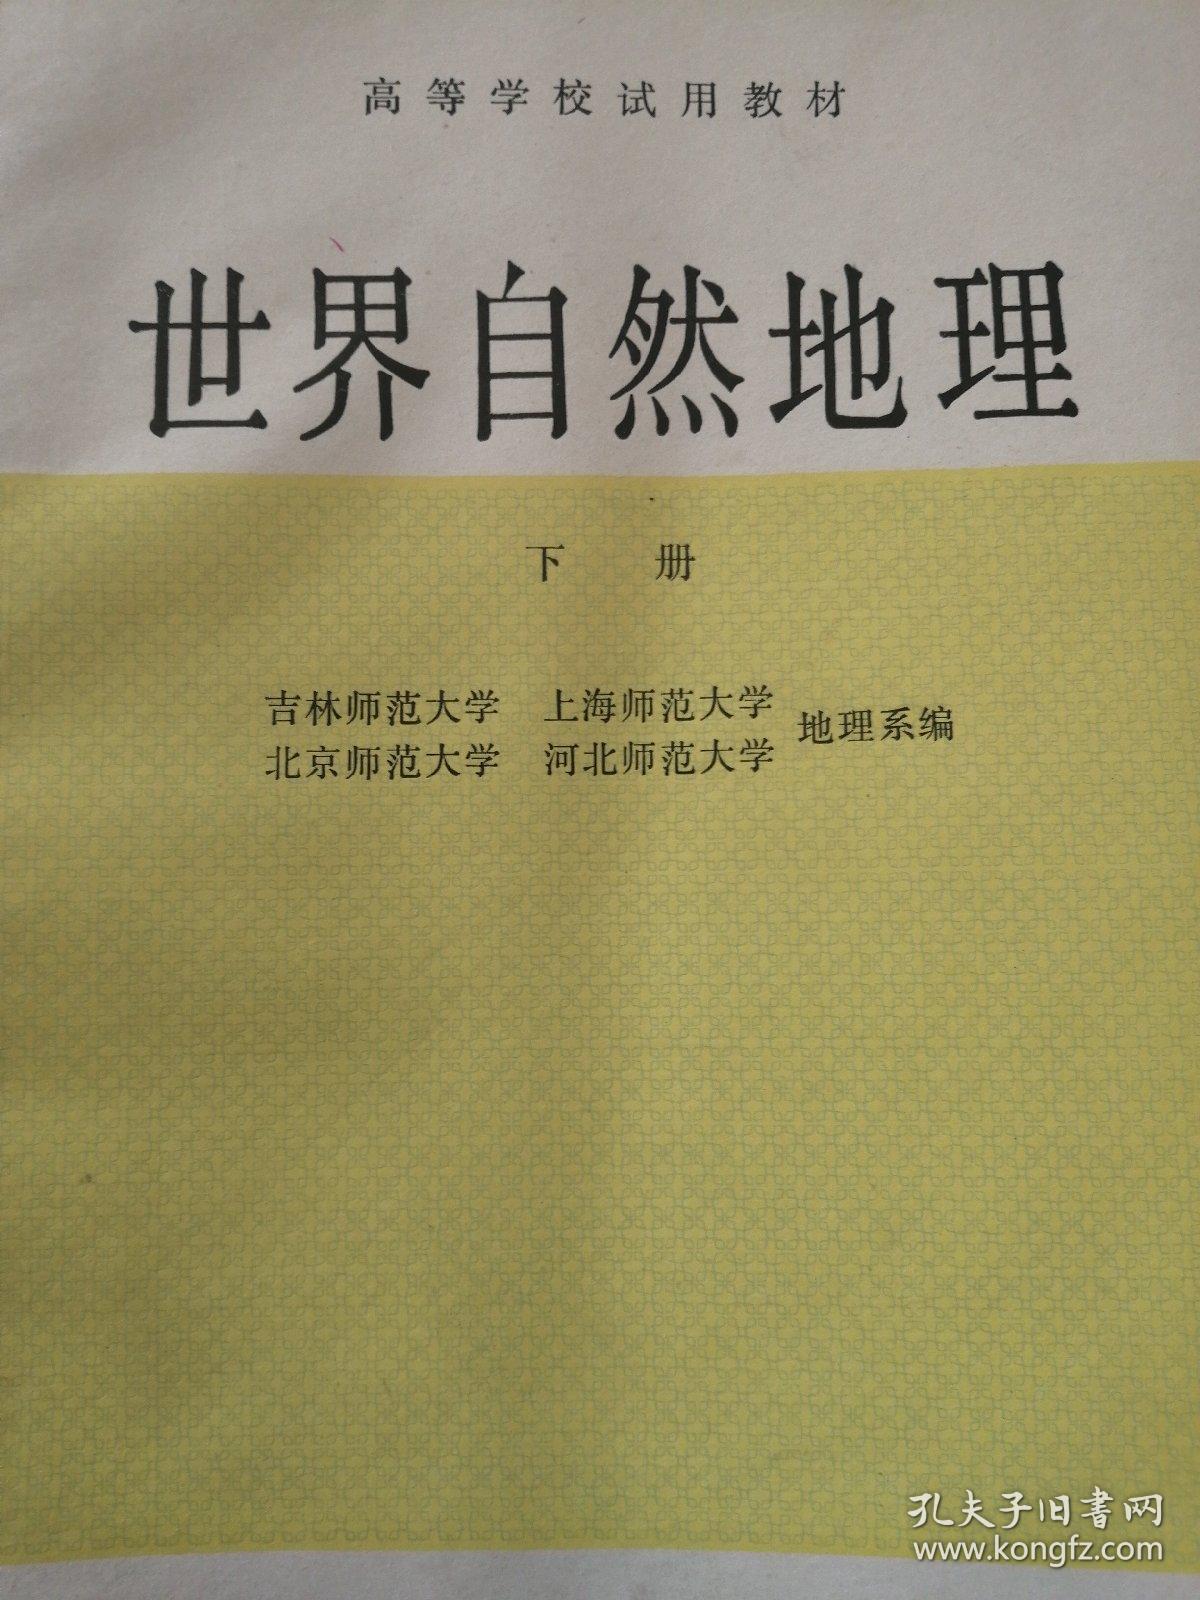 高等学校试用教材
世界自然地理
下 册
吉林师范大学 上海师范大学
北京师范大学 河北师范大学
地理系编
孔夫子旧书网
www.kongfz.com